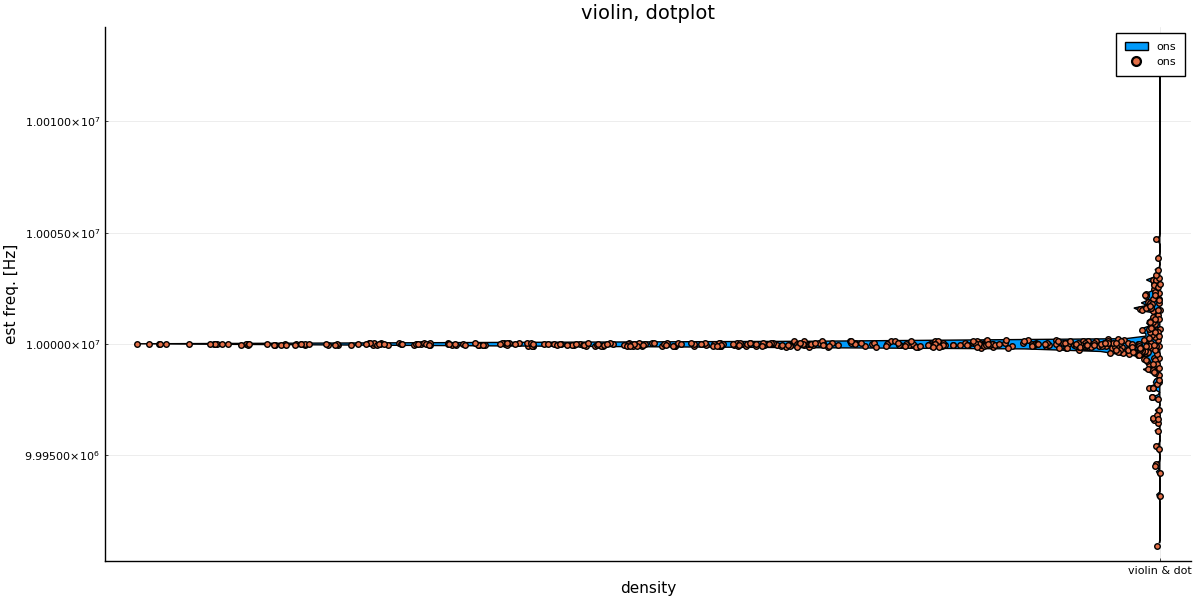 violin, dotplot
ons
ons
1.00100×10⁷
1.00050×10⁷
1.00000×10⁷
9.99500×10⁶
est freq. [Hz]
violin & dot
density